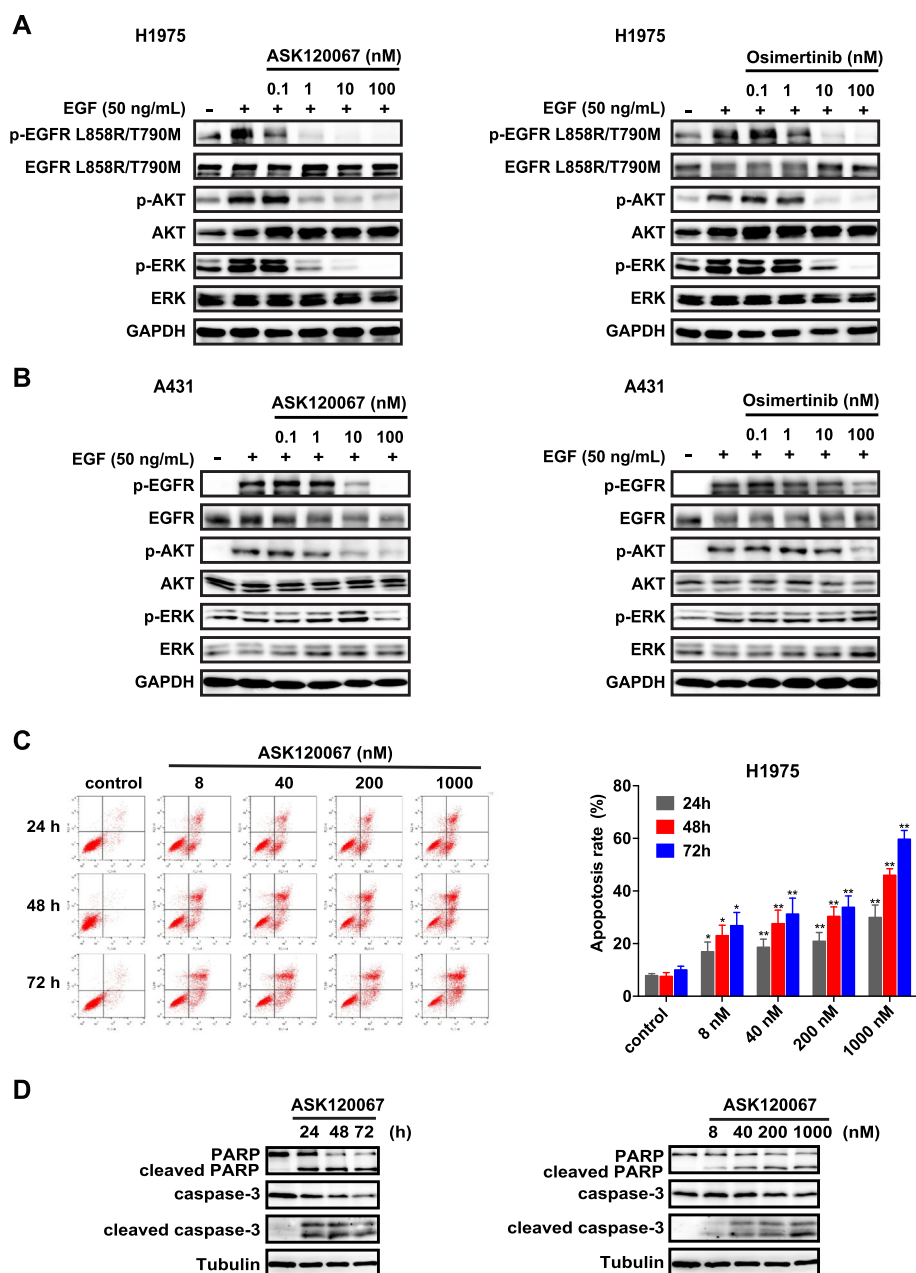 A
H1975
ASK120067 (nM)
0.1 1 10 100
EGF (50 ng/mL) - + + + + +
p-EGFR L858R/T790M
EGFR L858R/T790M
p-AKT
AKT
p-ERK
ERK
GAPDH
H1975
Osimertinib (nM)
0.1 1 10 100
EGF (50 ng/mL) - + + + + +
p-EGFR L858R/T790M
EGFR L858R/T790M
p-AKT
AKT
p-ERK
ERK
GAPDH
B
A431
ASK120067 (nM)
0.1 1 10 100
EGF (50 ng/mL) - + + + + +
p-EGFR
EGFR
p-AKT
AKT
p-ERK
ERK
GAPDH
A431
Osimertinib (nM)
0.1 1 10 100
EGF (50 ng/mL) - + + + + +
p-EGFR
EGFR
p-AKT
AKT
p-ERK
ERK
GAPDH
C
ASK120067 (nM)
control 8 40 200 1000
24 h
48 h
72 h
H1975
Apopotosis rate (%)
80
60
40
20
0
24h
48h
72h
* * *
** ** **
** ** **
** ** **
control 8 nM 40 nM 200 nM 1000 nM
D
ASK120067
24 48 72 (h)
PARP
cleaved PARP
caspase-3
cleaved caspase-3
Tubulin
ASK120067
8 40 200 1000 (nM)
PARP
cleaved PARP
caspase-3
cleaved caspase-3
Tubulin